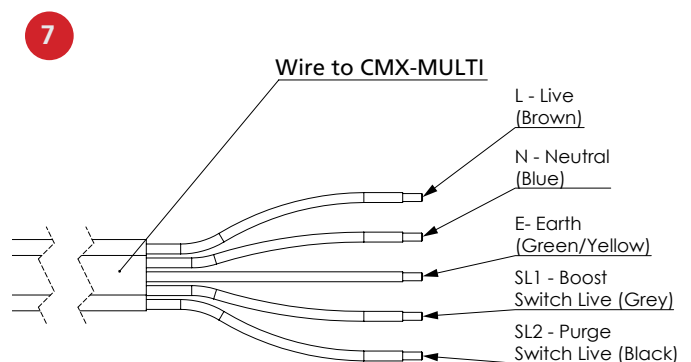 7
Wire to CMX-MULTI
L - Live
(Brown)
N - Neutral
(Blue)
E- Earth
(Green/Yellow)
SL1 - Boost
Switch Live (Grey)
SL2 - Purge
Switch Live (Black)